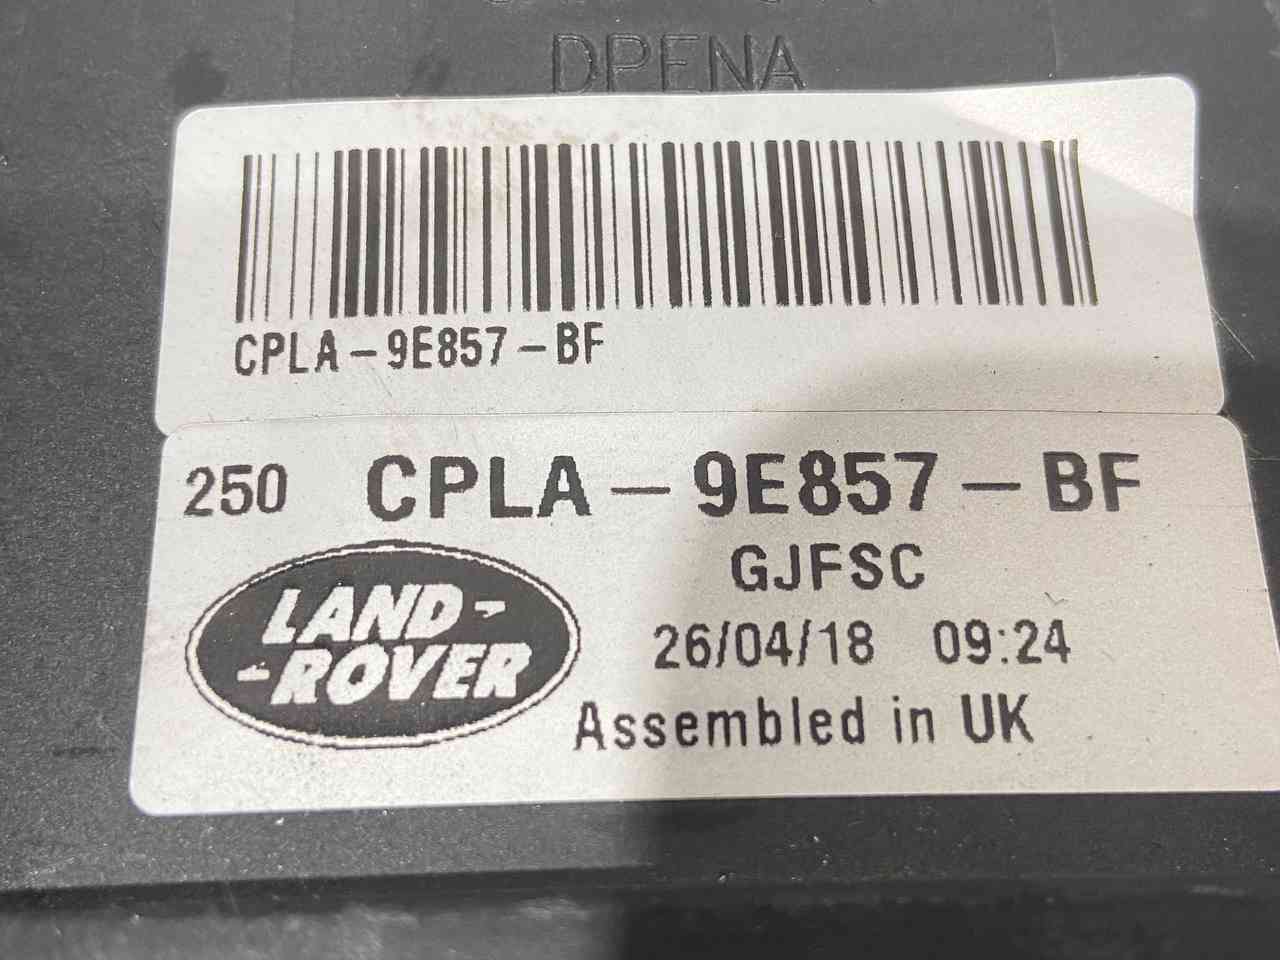 DPENA
CPLA-9E857-BF
250 CPLA-9E857-BF
GJFSC
LAND-
-ROVER
26/04/18 09:24
Assembled in UK